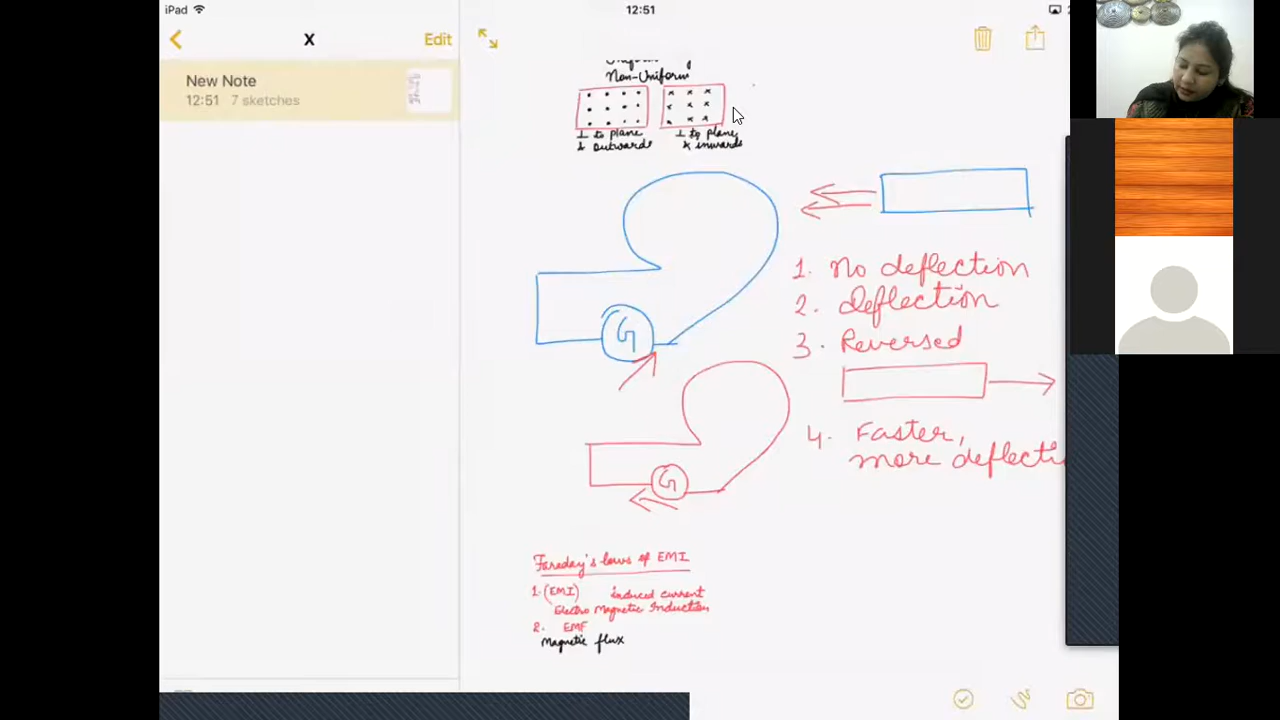 iPad
12:51
X
Edit
New Note
12:51 7 sketches
Non-Uniform
⊥ to plane
& outwards
⊥ to plane
& inwards
1. No deflection
2. Deflection
3. Reversed
G
4. Faster,
more deflecti
G
Faraday's laws of EMI
1. (EMI) induced current
Electro Magnetic Induction
2. EMF
Magnetic flux